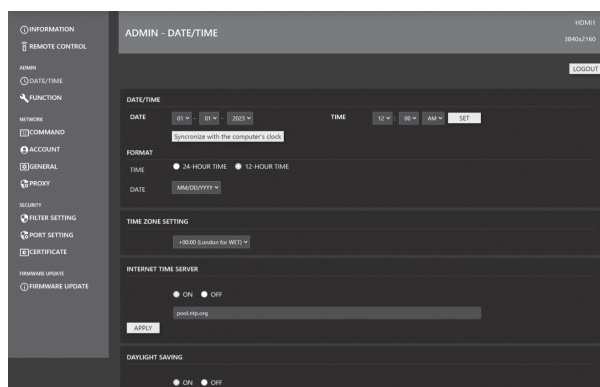 INFORMATION
REMOTE CONTROL
ADMIN
DATE/TIME
FUNCTION
NETWORK
COMMAND
ACCOUNT
GENERAL
PROXY
SECURITY
FILTER SETTING
PORT SETTING
CERTIFICATE
FIRMWARE UPDATE
FIRMWARE UPDATE
ADMIN - DATE/TIME
HDMI1
3840x2160
LOGOUT
DATE/TIME
DATE 01 - 01 - 2023 TIME 12 : 00 AM SET
Syncronize with the computer's clock
FORMAT
TIME 24-HOUR TIME 12-HOUR TIME
DATE MM/DD/YYYY
TIME ZONE SETTING
+00:00 (London for WET)
INTERNET TIME SERVER
ON OFF
pool.ntp.org
APPLY
DAYLIGHT SAVING
ON OFF